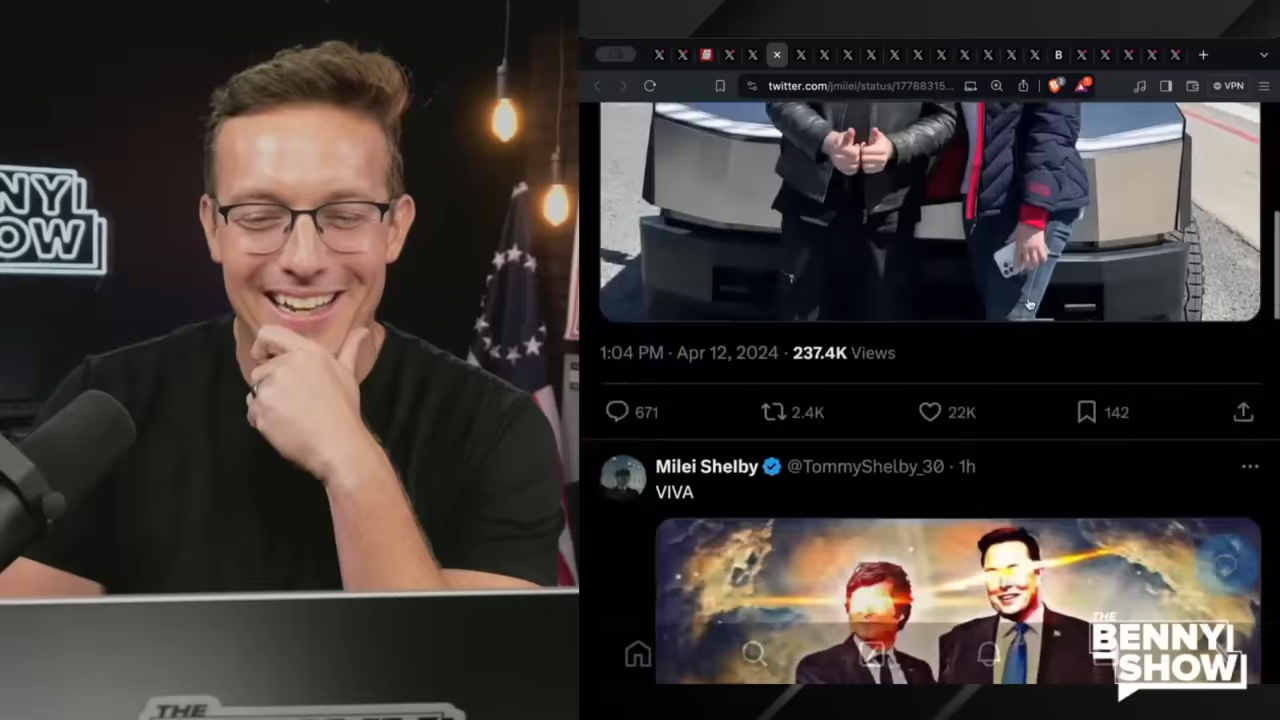 NYI
OW
twitter.com/jmilei/status/17788315...
VPN
B
1:04 PM · Apr 12, 2024 · 237.4K Views
671
2.4K
22K
142
Milei Shelby @TommyShelby_30 · 1h
VIVA
THE
BENNY
SHOW
THE